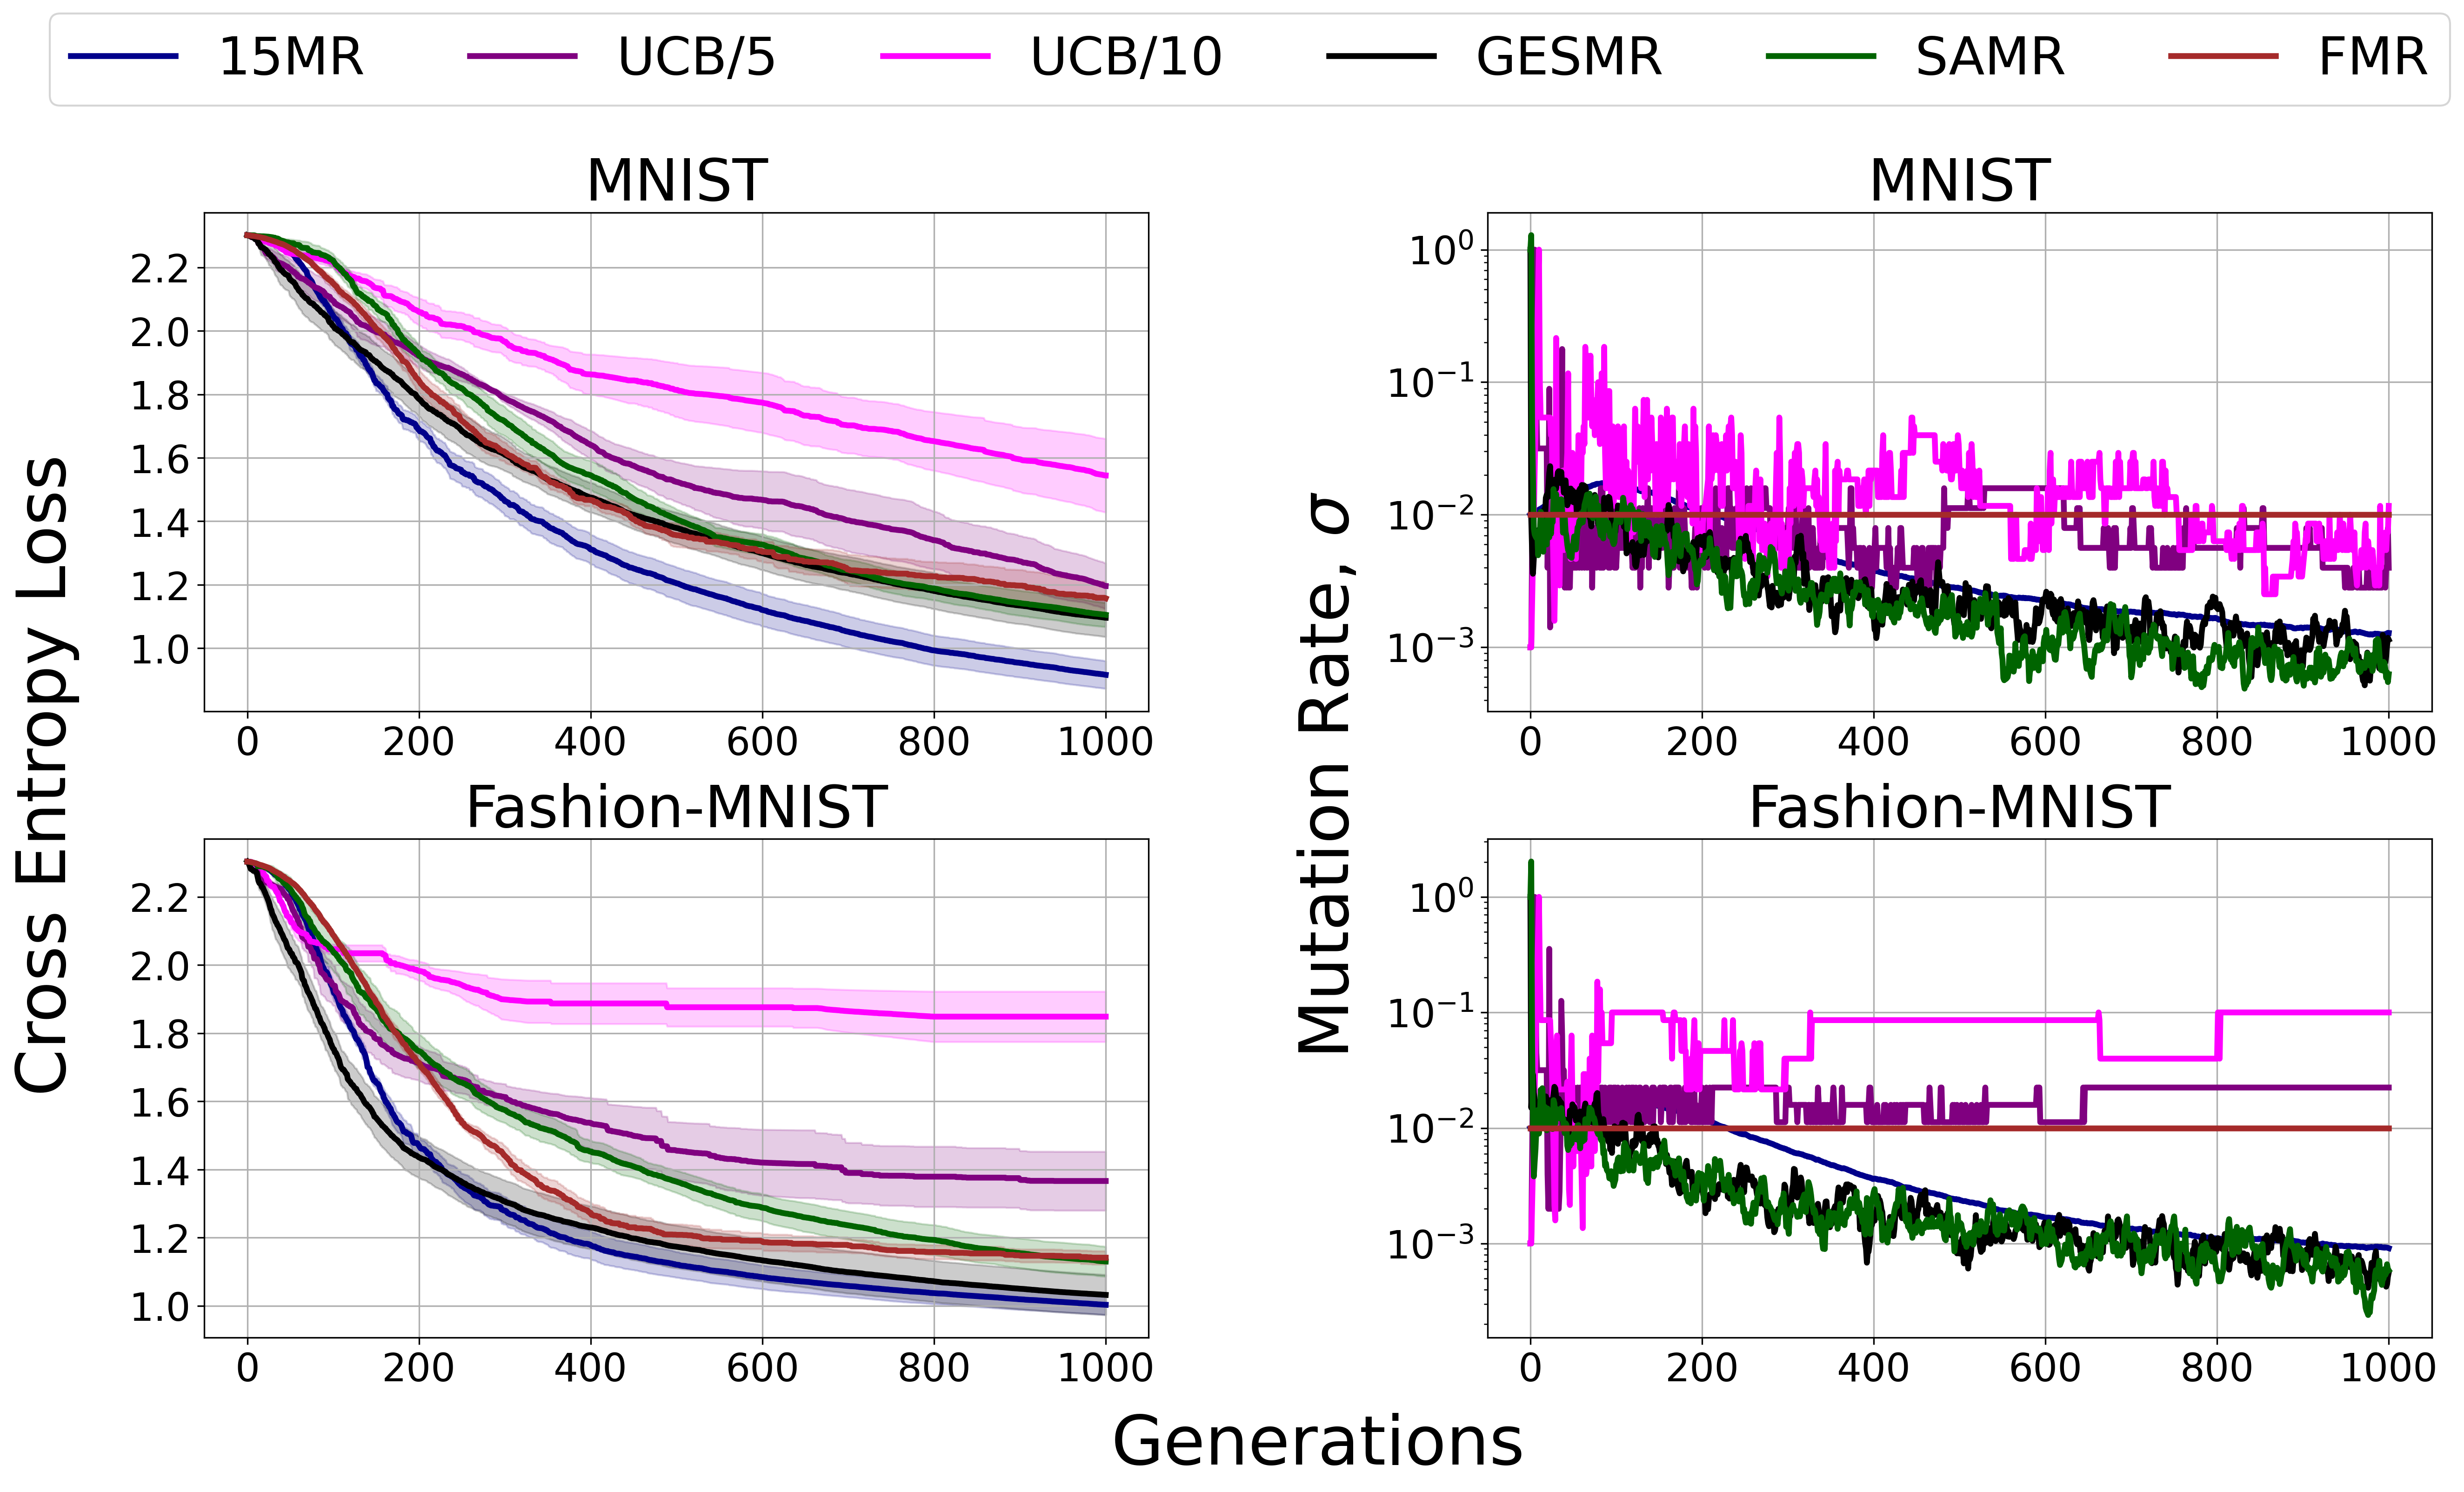 15MR UCB/5 UCB/10 GESMR SAMR FMR
Cross Entropy Loss
MNIST
2.2
2.0
1.8
1.6
1.4
1.2
1.0
0 200 400 600 800 1000
Fashion-MNIST
2.2
2.0
1.8
1.6
1.4
1.2
1.0
0 200 400 600 800 1000
Mutation Rate, σ
MNIST
10⁰
10⁻¹
10⁻²
10⁻³
0 200 400 600 800 1000
Fashion-MNIST
10⁰
10⁻¹
10⁻²
10⁻³
0 200 400 600 800 1000
Generations